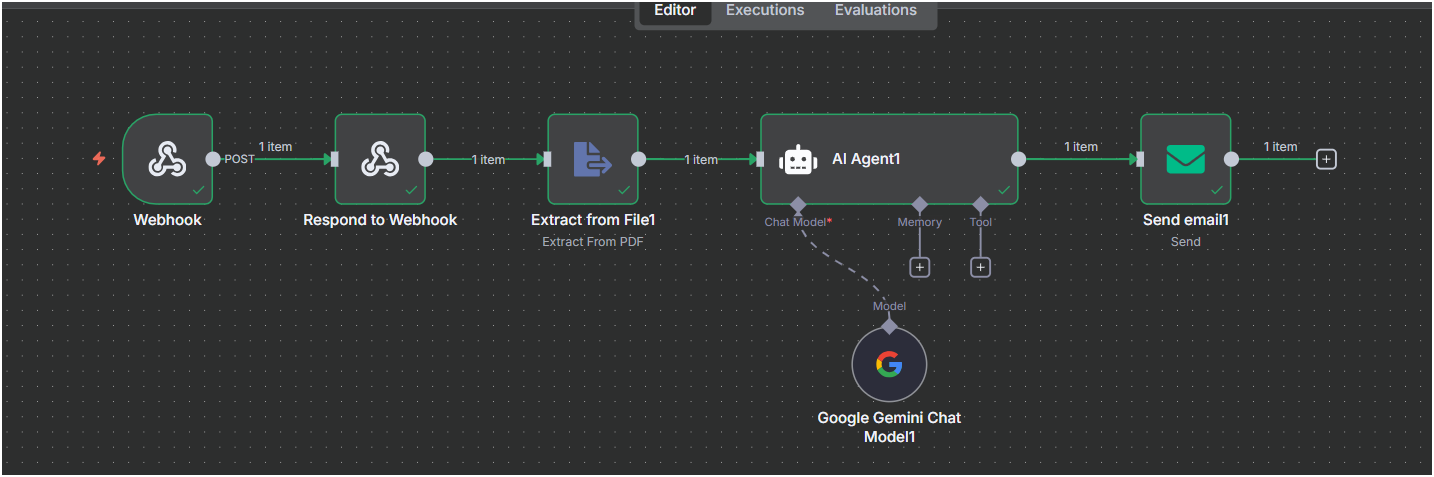 Editor Executions Evaluations
POST
1 item
1 item
1 item
1 item
1 item
AI Agent1
Webhook
Respond to Webhook
Extract from File1
Extract From PDF
Chat Model*
Memory
Tool
Send email1
Send
Model
Google Gemini Chat
Model1